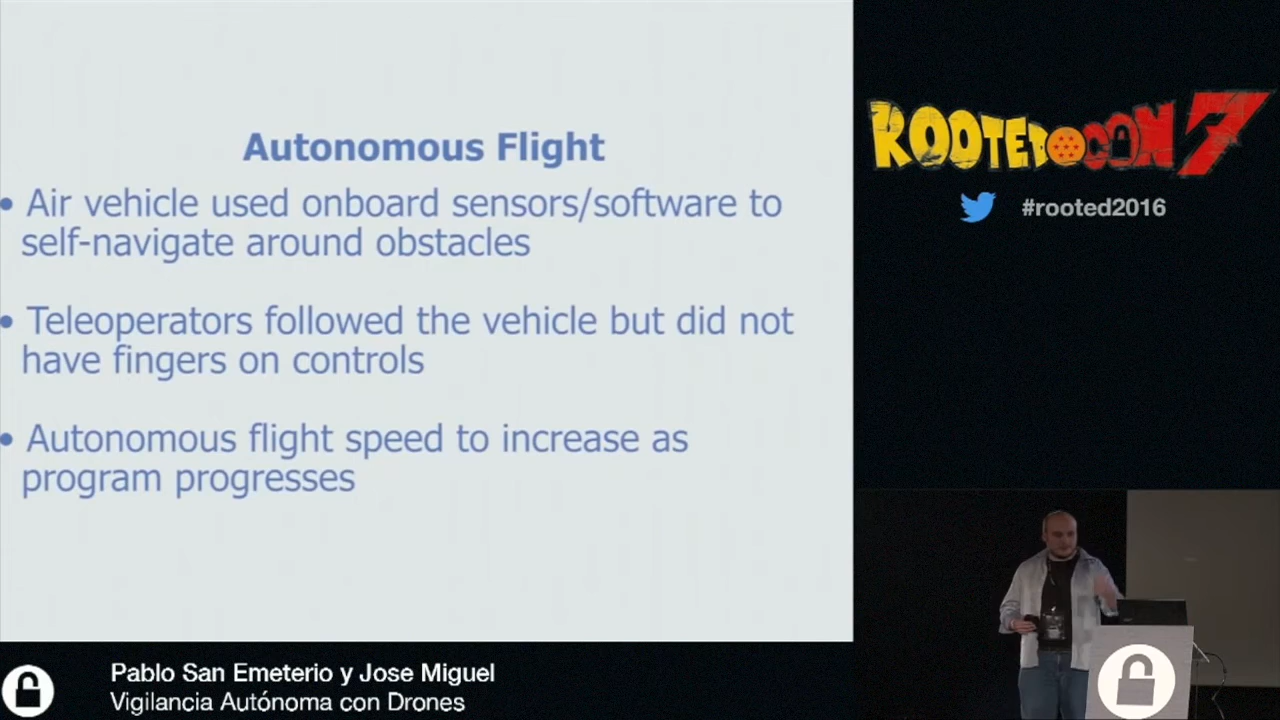 Autonomous Flight
• Air vehicle used onboard sensors/software to
self-navigate around obstacles
• Teleoperators followed the vehicle but did not
have fingers on controls
• Autonomous flight speed to increase as
program progresses
ROOTEDCON 7
#rooted2016
Pablo San Emeterio y Jose Miguel
Vigilancia Autónoma con Drones